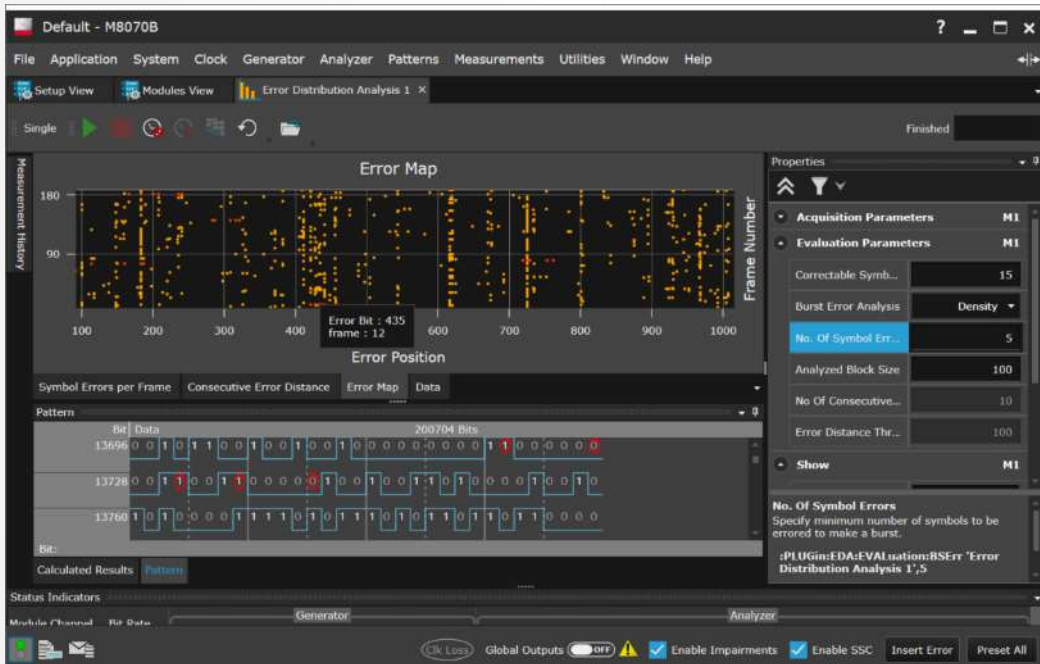 Default - M8070B
File Application System Clock Generator Analyzer Patterns Measurements Utilities Window Help
Setup View Modules View Error Distribution Analysis 1 ×
Single Finished
Measurement History
Error Map
180
90
Frame Number
100 200 300 400 600 700 800 900 1000
Error Bit : 435
frame : 12
Error Position
Symbol Errors per Frame Consecutive Error Distance Error Map Data
Pattern
Bit Data 200704 Bits
13696
13728
13760
Bit:
Calculated Results Pattern
Properties
Acquisition Parameters M1
Evaluation Parameters M1
Correctable Symb... 15
Burst Error Analysis Density
No. Of Symbol Err... 5
Analyzed Block Size 100
No Of Consecutive... 10
Error Distance Thr... 100
Show M1
No. Of Symbol Errors
Specify minimum number of symbols to be
errored to make a burst.
:PLUGin:EDA:EVALuation:BSErr 'Error
Distribution Analysis 1',5
Status Indicators
Module Channel Bit Rate Generator Analyzer
Clk Loss Global Outputs OFF Enable Impairments Enable SSC Insert Error Preset All